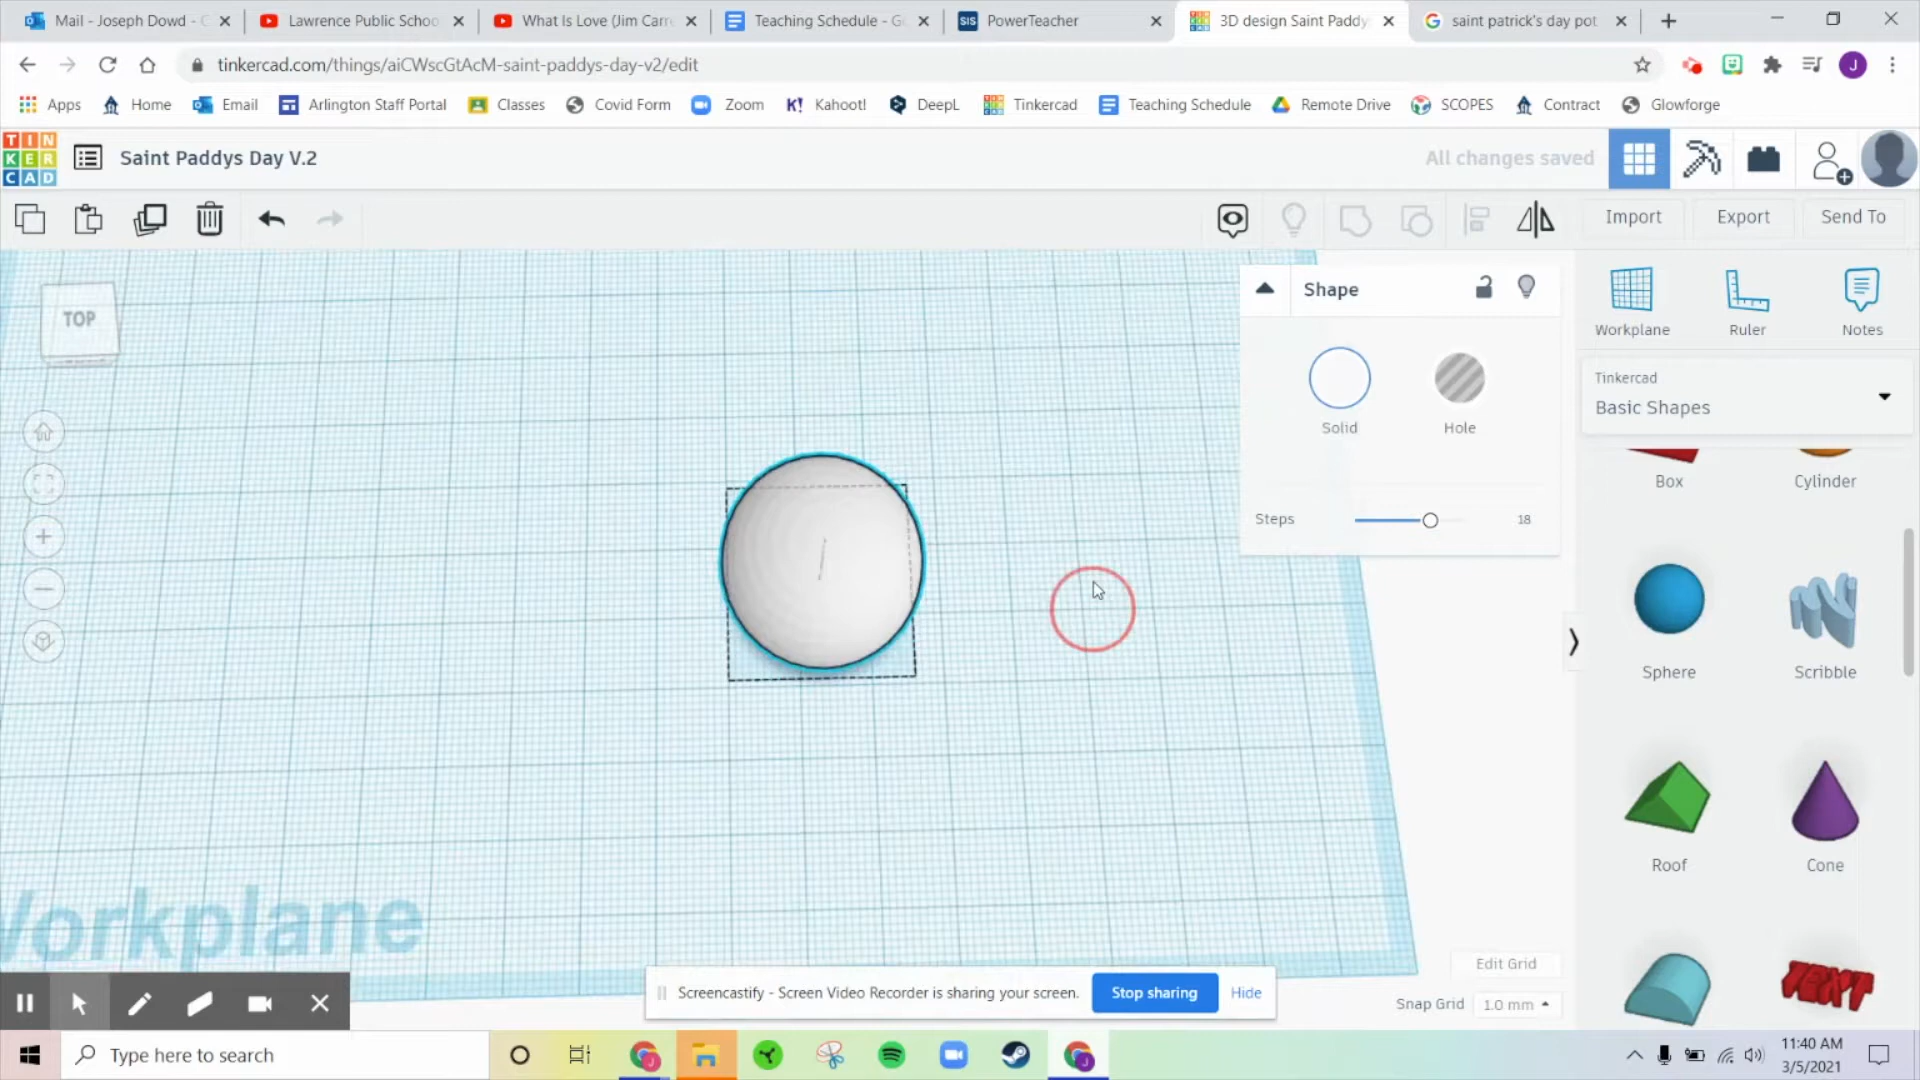 Mail - Joseph Dowd - C
Lawrence Public Schoo
What Is Love (Jim Carre
Teaching Schedule - Go
SIS PowerTeacher
3D design Saint Paddy
saint patrick's day pot
tinkercad.com/things/aiCWscGtAcM-saint-paddys-day-v2/edit
J
Apps Home Email Arlington Staff Portal Classes Covid Form Zoom K! Kahoot! DeepL Tinkercad Teaching Schedule Remote Drive SCOPES Contract Glowforge
TIN
KER
CAD
Saint Paddys Day V.2
All changes saved
Import Export Send To
TOP
Shape
Solid Hole
Steps 18
Workplane Ruler Notes
Tinkercad
Basic Shapes
Box Cylinder
Sphere Scribble
Roof Cone
TEXT
Workplane
Edit Grid
Snap Grid 1.0 mm
Screencastify - Screen Video Recorder is sharing your screen. Stop sharing Hide
Type here to search
11:40 AM
3/5/2021